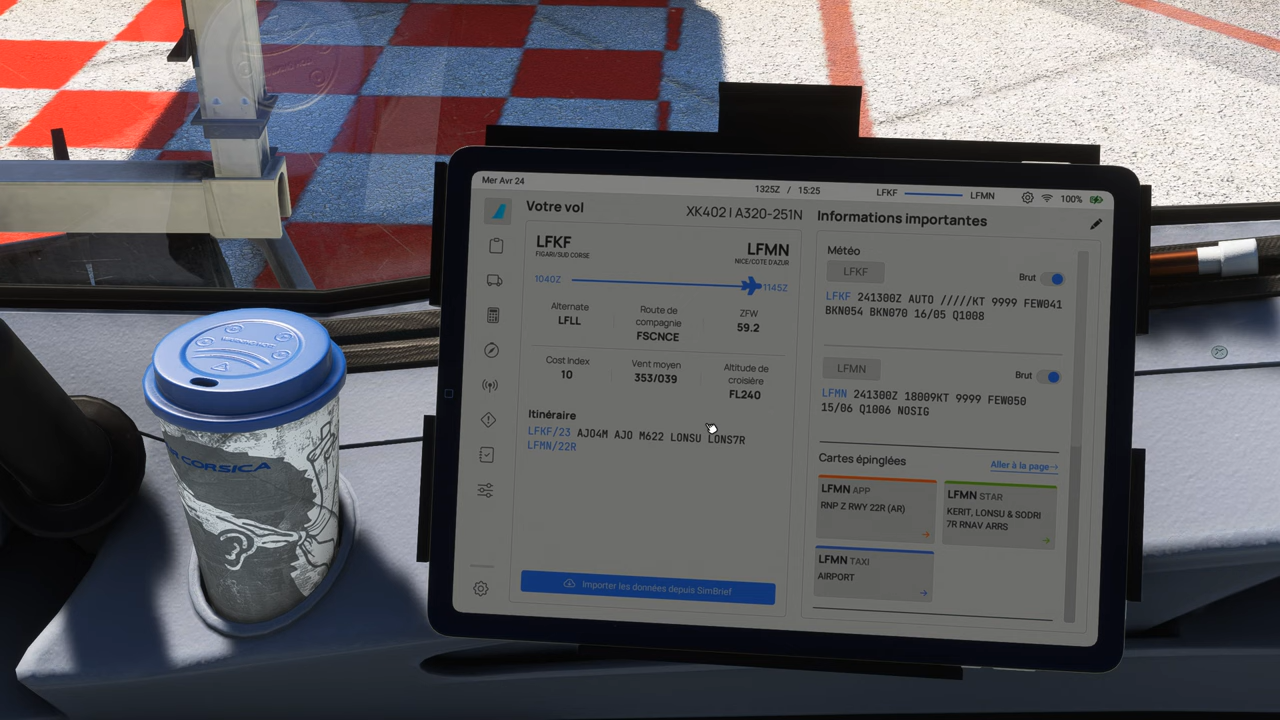 Mer Avr 24
1325Z / 15:25
LFKF
LFMN
100%
Votre vol
XK402 | A320-251N
LFKF
FIGARI/SUD CORSE
LFMN
NICE/COTE D'AZUR
1040Z
1145Z
Alternate
LFLL
Route de
compagnie
FSCNCE
ZFW
59.2
Cost Index
10
Vent moyen
353/039
Altitude de
croisière
FL240
Itinéraire
LFKF/23 AJO4M AJO M622 LONSU LONS7R
LFMN/22R
Importer les données depuis SimBrief
Informations importantes
Météo
LFKF
Brut
LFKF 241300Z AUTO /////KT 9999 FEW041
BKN054 BKN070 16/05 Q1008
LFMN
Brut
LFMN 241300Z 18009KT 9999 FEW050
15/06 Q1006 NOSIG
Cartes épinglées
Aller à la page→
LFMN APP
RNP Z RWY 22R (AR)
→
LFMN STAR
KERIT, LONSU & SODRI
7R RNAV ARRS
→
LFMN TAXI
AIRPORT
→
CORSICA